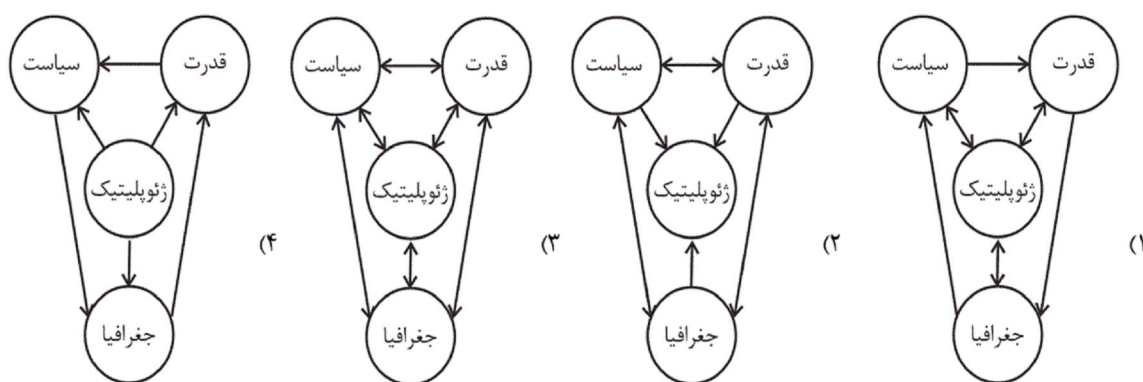 قدرت سیاست
ژئوپلیتیک
جغرافیا
۱)
قدرت سیاست
ژئوپلیتیک
جغرافیا
۲)
قدرت سیاست
ژئوپلیتیک
جغرافیا
۳)
قدرت سیاست
ژئوپلیتیک
جغرافیا
۴)